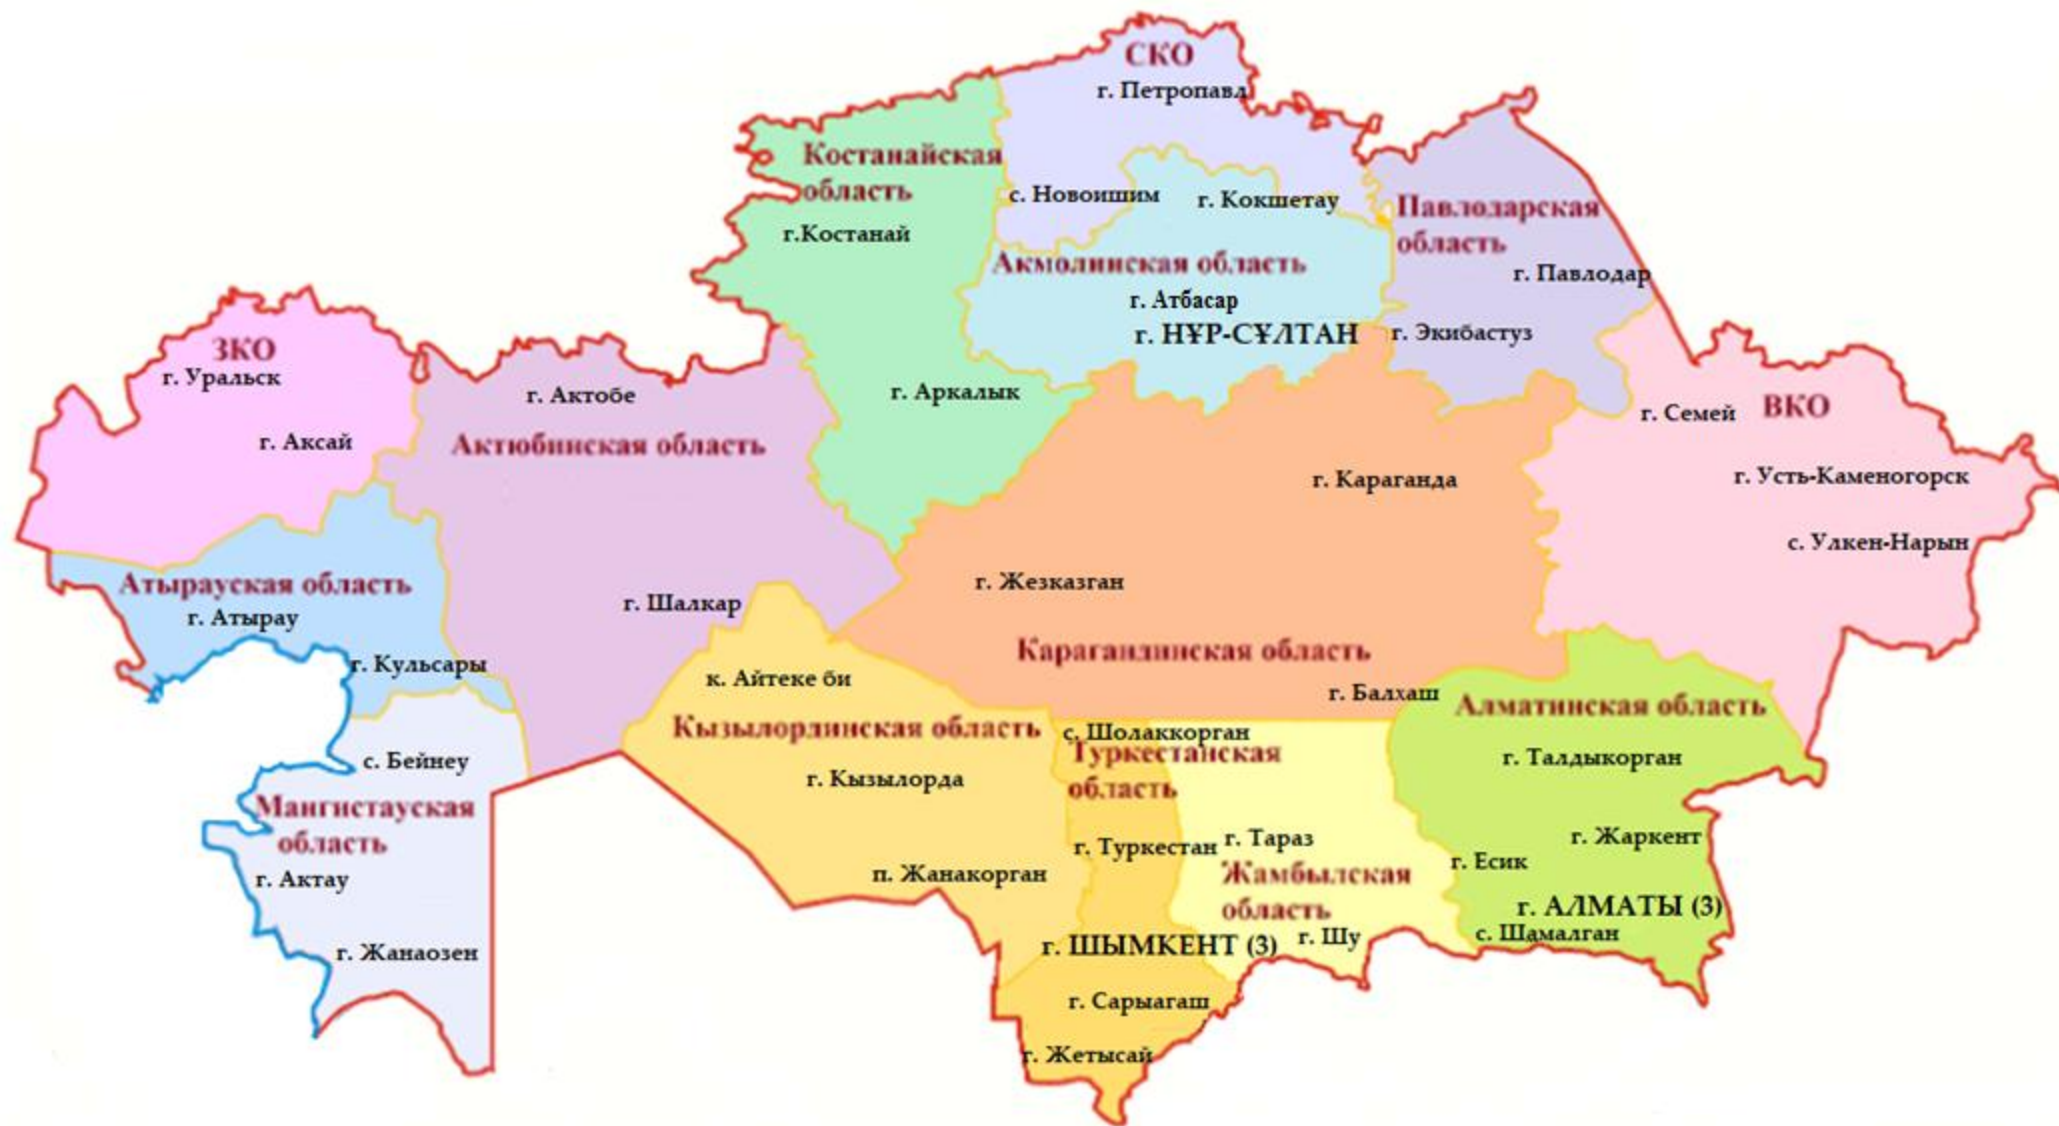 СКО
г. Петропавл
Костанайская
область
г.Костанай
с. Новоишим
г. Кокшетау
Павлодарская
область
г. Павлодар
Акмолинская область
г. Атбасар
г. НҰР-СҰЛТАН
г. Экибастуз
ЗКО
г. Уральск
г. Аксай
г. Актобе
Актюбинская область
г. Аркалык
г. Семей
ВКО
г. Усть-Каменогорск
с. Улкен-Нарын
г. Караганда
г. Жезказган
Карагандинская область
г. Балхаш
Атырауская область
г. Атырау
г. Кульсары
г. Шалкар
к. Айтеке би
Кызылординская область
г. Кызылорда
п. Жанакорган
с. Шолаккорган
Туркестанская
область
г. Туркестан
г. Тараз
Жамбылская
область
г. Шу
Алматинская область
г. Талдыкорган
г. Жаркент
г. Есик
г. АЛМАТЫ (3)
с. Шамалган
с. Бейнеу
Мангистауская
область
г. Актау
г. Жанаозен
г. ШЫМКЕНТ (3)
г. Сарыагаш
г. Жетысай